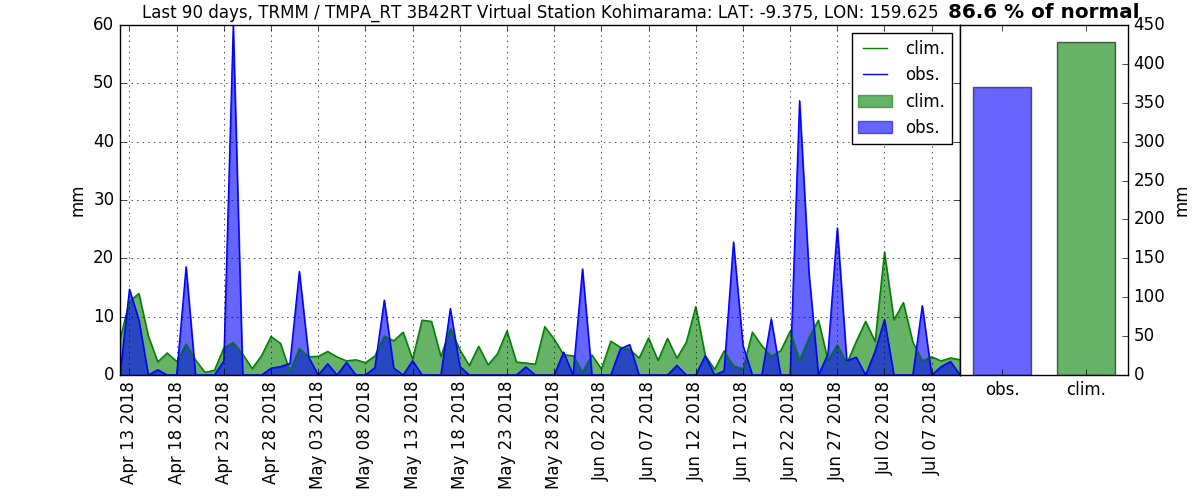 Last 90 days, TRMM / TMPA_RT 3B42RT Virtual Station Kohimarama: LAT: -9.375, LON: 159.625
86.6 % of normal
60
50
40
30
20
10
0
mm
clim.
obs.
clim.
obs.
Apr 13 2018
Apr 18 2018
Apr 23 2018
Apr 28 2018
May 03 2018
May 08 2018
May 13 2018
May 18 2018
May 23 2018
May 28 2018
Jun 02 2018
Jun 07 2018
Jun 12 2018
Jun 17 2018
Jun 22 2018
Jun 27 2018
Jul 02 2018
Jul 07 2018
450
400
350
300
250
200
150
100
50
0
mm
obs.
clim.